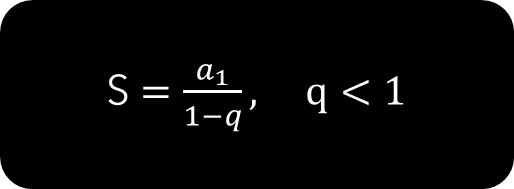 S = a₁/(1−q), q < 1